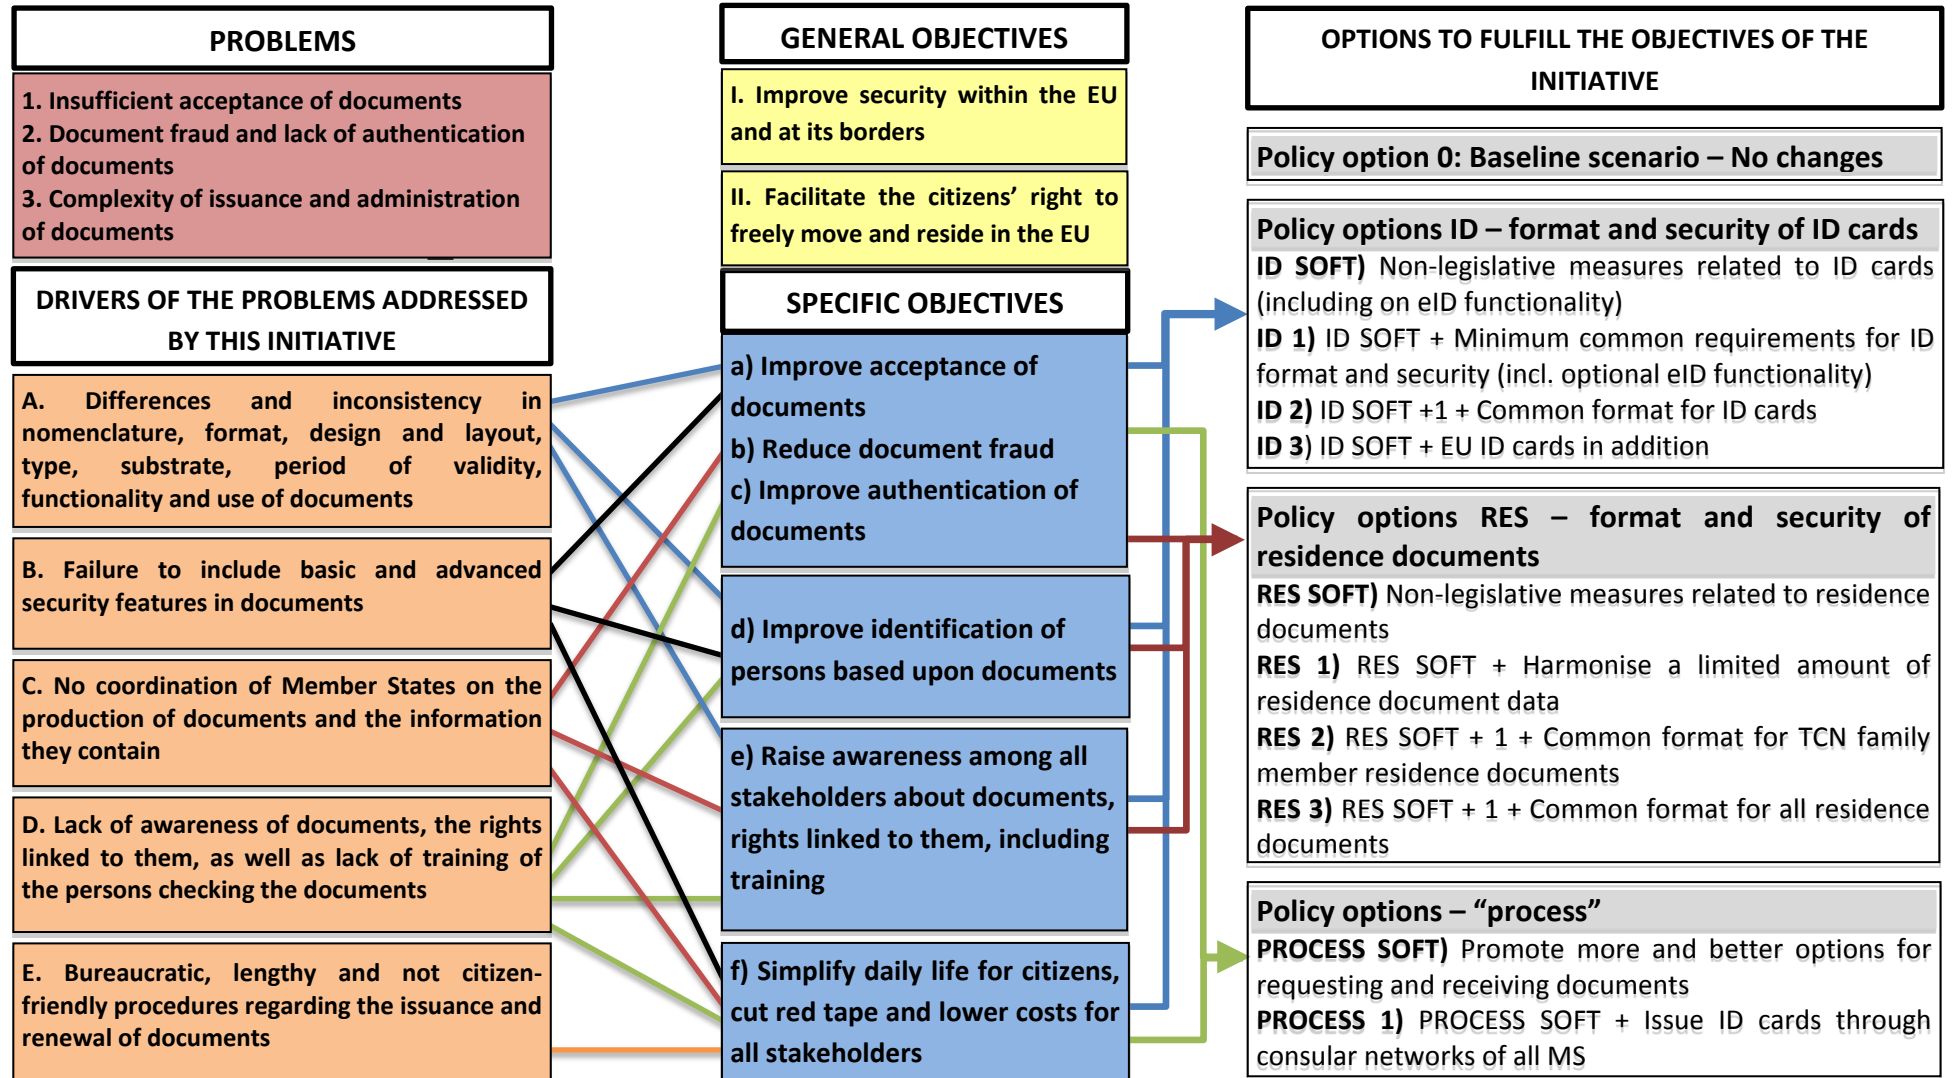 PROBLEMS
1. Insufficient acceptance of documents
2. Document fraud and lack of authentication
of documents
3. Complexity of issuance and administration
of documents
DRIVERS OF THE PROBLEMS ADDRESSED
BY THIS INITIATIVE
A. Differences and inconsistency in
nomenclature, format, design and layout,
type, substrate, period of validity,
functionality and use of documents
B. Failure to include basic and advanced
security features in documents
C. No coordination of Member States on the
production of documents and the information
they contain
D. Lack of awareness of documents, the rights
linked to them, as well as lack of training of
the persons checking the documents
E. Bureaucratic, lengthy and not citizen-
friendly procedures regarding the issuance and
renewal of documents
GENERAL OBJECTIVES
I. Improve security within the EU
and at its borders
II. Facilitate the citizens’ right to
freely move and reside in the EU
SPECIFIC OBJECTIVES
a) Improve acceptance of
documents
b) Reduce document fraud
c) Improve authentication of
documents
d) Improve identification of
persons based upon documents
e) Raise awareness among all
stakeholders about documents,
rights linked to them, including
training
f) Simplify daily life for citizens,
cut red tape and lower costs for
all stakeholders
OPTIONS TO FULFILL THE OBJECTIVES OF THE
INITIATIVE
Policy option 0: Baseline scenario – No changes
Policy options ID – format and security of ID cards
ID SOFT) Non-legislative measures related to ID cards
(including on eID functionality)
ID 1) ID SOFT + Minimum common requirements for ID
format and security (incl. optional eID functionality)
ID 2) ID SOFT +1 + Common format for ID cards
ID 3) ID SOFT + EU ID cards in addition
Policy options RES – format and security of
residence documents
RES SOFT) Non-legislative measures related to residence
documents
RES 1) RES SOFT + Harmonise a limited amount of
residence document data
RES 2) RES SOFT + 1 + Common format for TCN family
member residence documents
RES 3) RES SOFT + 1 + Common format for all residence
documents
Policy options – “process”
PROCESS SOFT) Promote more and better options for
requesting and receiving documents
PROCESS 1) PROCESS SOFT + Issue ID cards through
consular networks of all MS